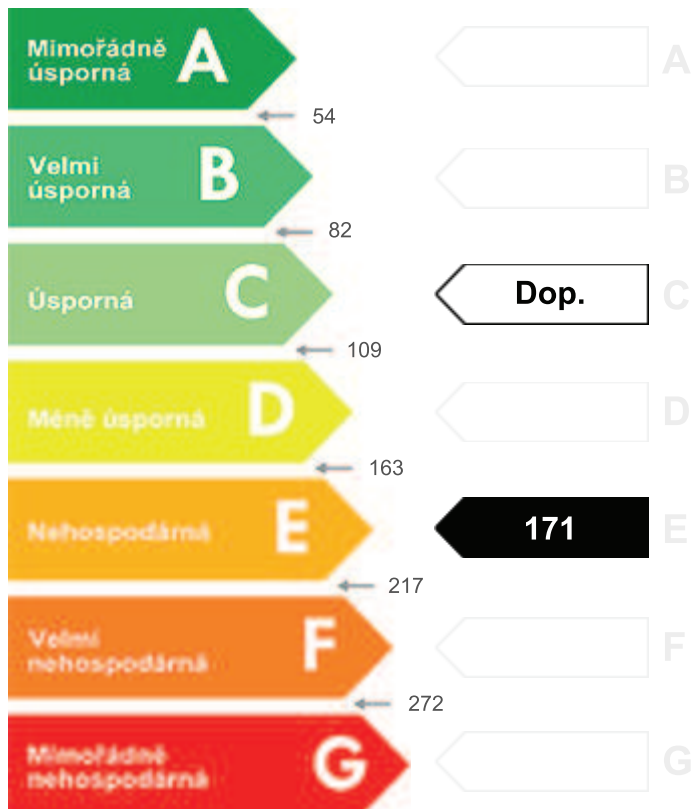 Mimořádně
úsporná
A
A
54
Velmi
úsporná
B
B
82
Úsporná
C
Dop.
C
109
Méně úsporná
D
D
163
Nehospodárná
E
171
E
217
Velmi
nehospodárná
F
F
272
Mimořádně
nehospodárná
G
G